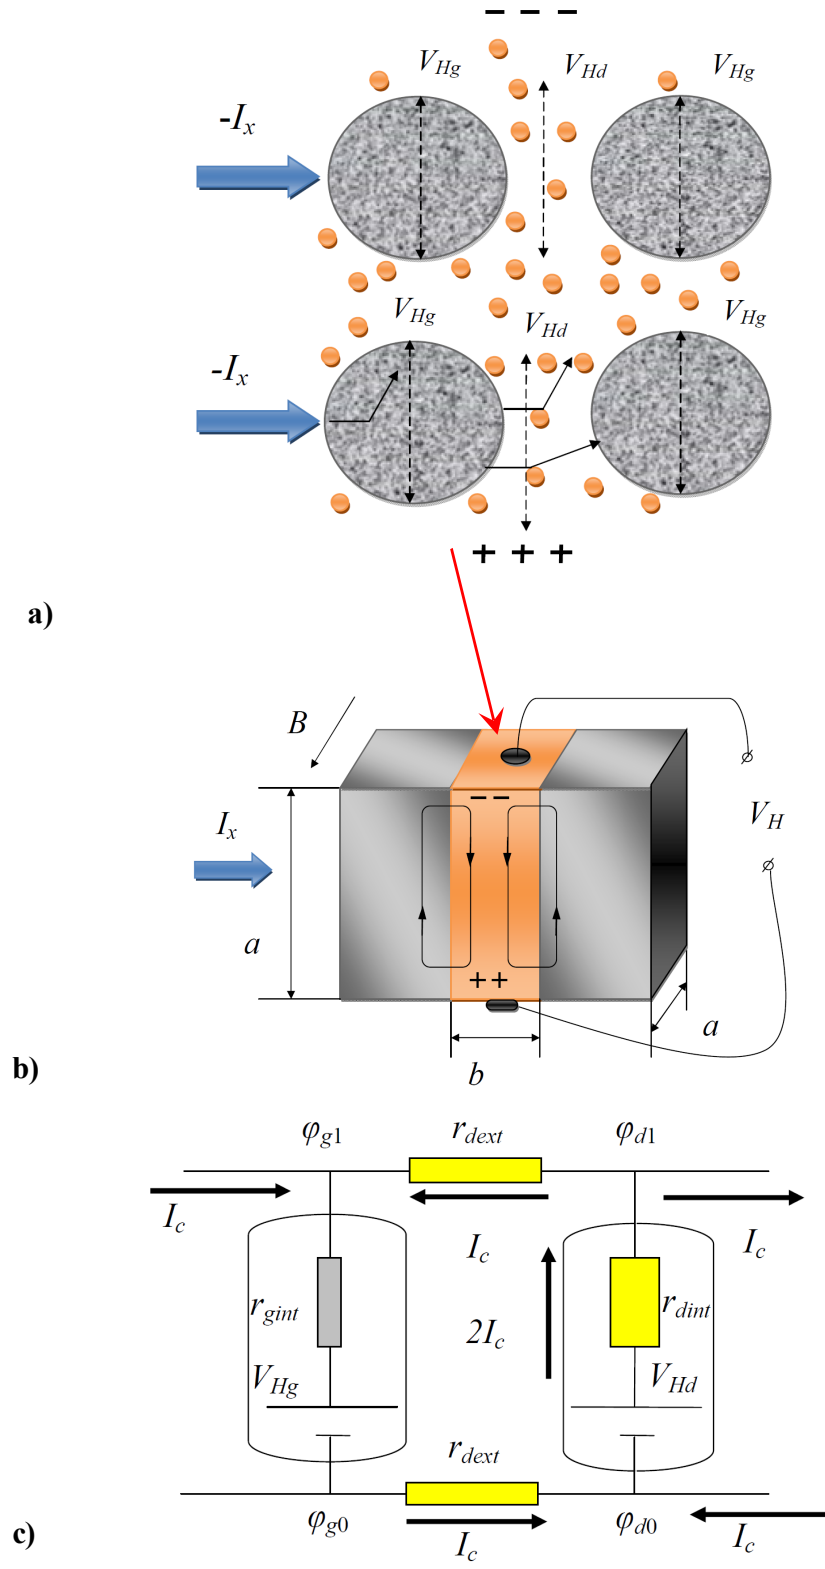 – – –
V_Hg V_Hd V_Hg
-I_x
V_Hg V_Hd V_Hg
-I_x
+ + +
a)
B
– –
I_x V_H
a
+ +
a
b
b)
φ_g1 r_dext φ_d1
I_c I_c I_c
r_gint 2I_c r_dint
V_Hg V_Hd
r_dext
φ_g0 φ_d0
I_c I_c
c)